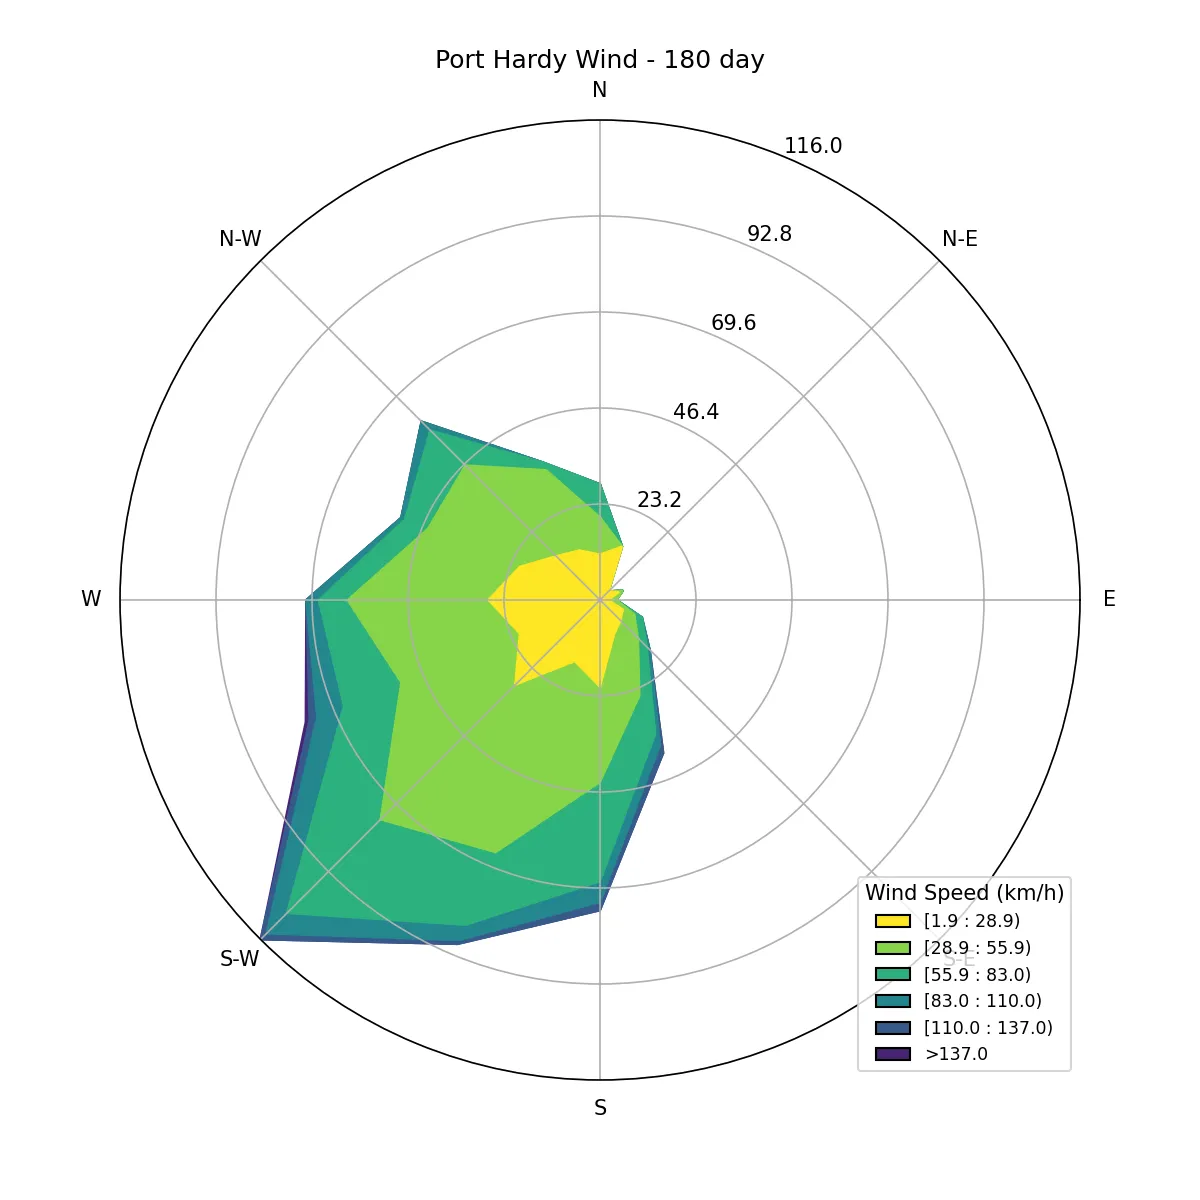 Port Hardy Wind - 180 day
N
116.0
N-W
N-E
92.8
69.6
46.4
23.2
W
E
S-W
S-E
S
Wind Speed (km/h)
[1.9 : 28.9)
[28.9 : 55.9)
[55.9 : 83.0)
[83.0 : 110.0)
[110.0 : 137.0)
>137.0